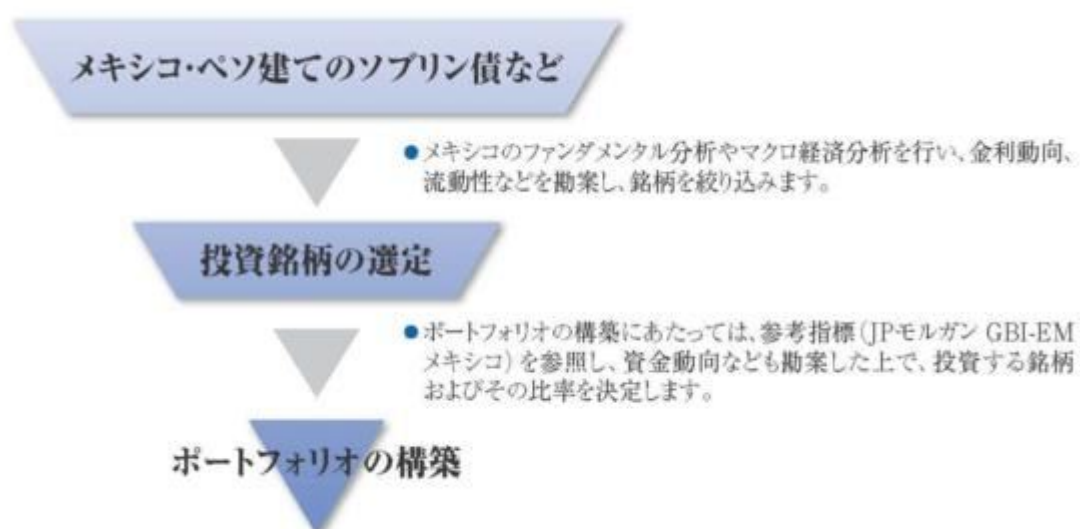 メキシコ・ペソ建てのソブリン債など
●メキシコのファンダメンタル分析やマクロ経済分析を行い、金利動向、
流動性などを勘案し、銘柄を絞り込みます。
投資銘柄の選定
●ポートフォリオの構築にあたっては、参考指標（JPモルガン GBI-EM
メキシコ）を参照し、資金動向なども勘案した上で、投資する銘柄
およびその比率を決定します。
ポートフォリオの構築